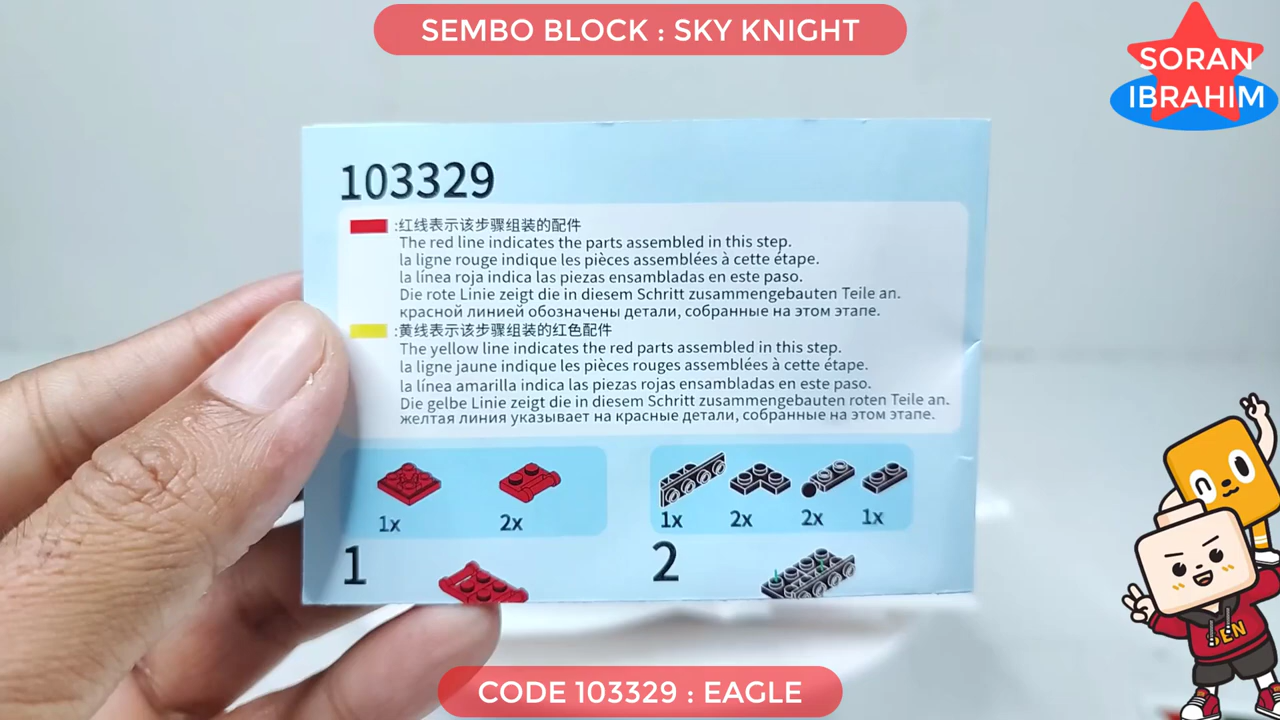 SEMBO BLOCK : SKY KNIGHT
SORAN
IBRAHIM
103329
:红线表示该步骤组装的配件
The red line indicates the parts assembled in this step.
la ligne rouge indique les pièces assemblées à cette étape.
la línea roja indica las piezas ensambladas en este paso.
Die rote Linie zeigt die in diesem Schritt zusammengebauten Teile an.
красной линией обозначены детали, собранные на этом этапе.
:黄线表示该步骤组装的红色配件
The yellow line indicates the red parts assembled in this step.
la ligne jaune indique les pièces rouges assemblées à cette étape.
la línea amarilla indica las piezas rojas ensambladas en este paso.
Die gelbe Linie zeigt die in diesem Schritt zusammengebauten roten Teile an.
желтая линия указывает на красные детали, собранные на этом этапе.
1x 2x
1x 2x 2x 1x
1
2
CODE 103329 : EAGLE